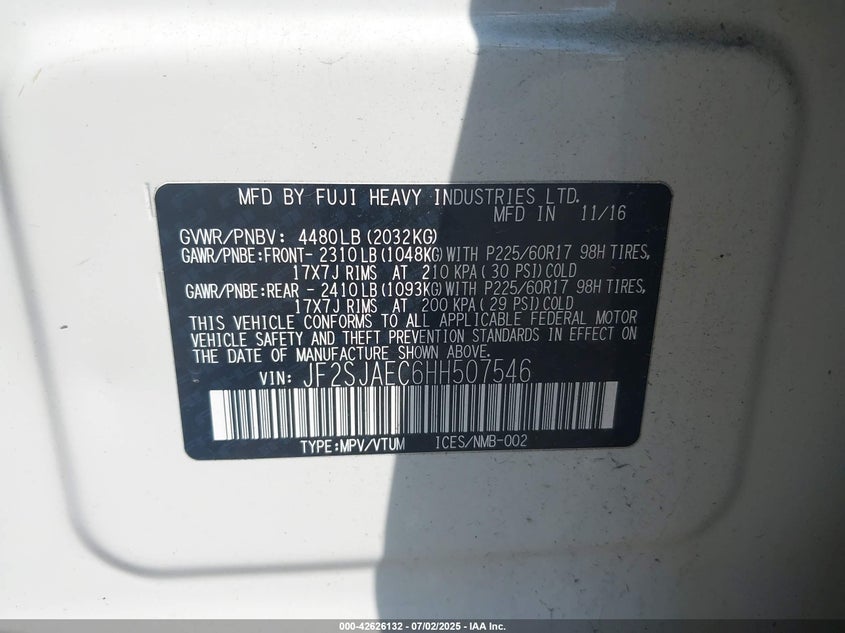 MFD BY FUJI HEAVY INDUSTRIES LTD.
MFD IN 11/16
GVWR/PNBV: 4480LB (2032KG)
GAWR/PNBE:FRONT- 2310LB (1048KG) WITH P225/60R17 98H TIRES,
17X7J RIMS AT 210 KPA ( 30 PSI) COLD
GAWR/PNBE:REAR - 2410LB (1093KG) WITH P225/60R17 98H TIRES,
17X7J RIMS AT 200 KPA ( 29 PSI) COLD
THIS VEHICLE CONFORMS TO ALL APPLICABLE FEDERAL MOTOR
VEHICLE SAFETY AND THEFT PREVENTION STANDARDS IN EFFECT ON
THE DATE OF MANUFACTURE SHOWN ABOVE.
VIN: JF2SJAEC6HH507546
TYPE:MPV/VTUM ICES/NMB-002
000-42626132 - 07/02/2025 - IAA Inc.